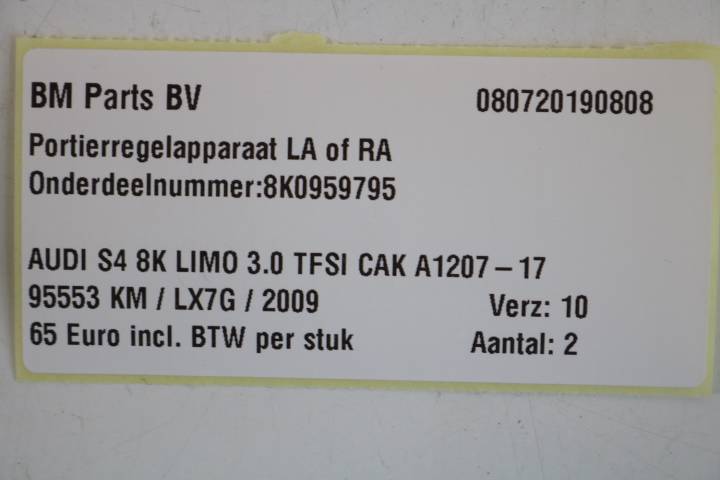 BM Parts BV 080720190808
Portierregelapparaat LA of RA
Onderdeelnummer:8K0959795
AUDI S4 8K LIMO 3.0 TFSI CAK A1207 – 17
95553 KM / LX7G / 2009 Verz: 10
65 Euro incl. BTW per stuk Aantal: 2